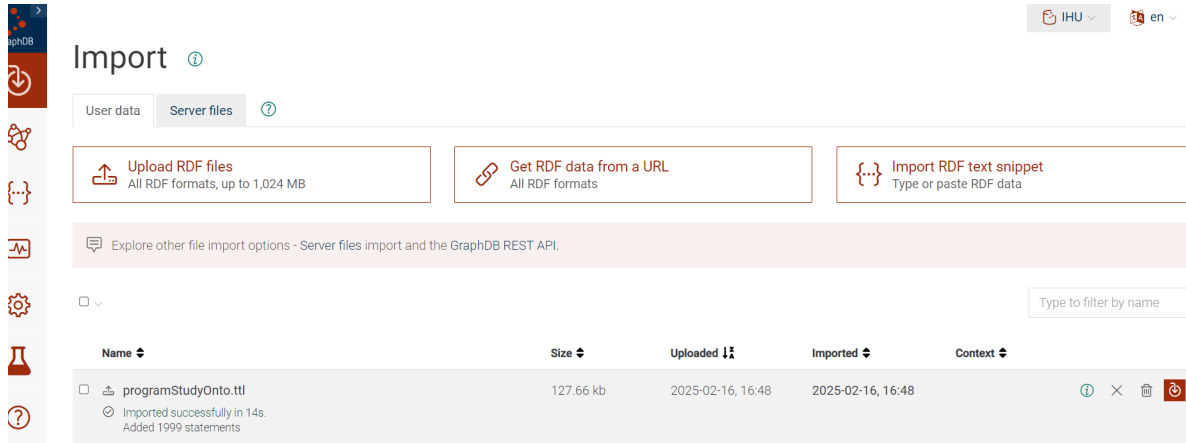 IHU
en
aphDB
Import
User data
Server files
Upload RDF files
All RDF formats, up to 1,024 MB
Get RDF data from a URL
All RDF formats
Import RDF text snippet
Type or paste RDF data
Explore other file import options - Server files import and the GraphDB REST API.
Type to filter by name
Name
Size
Uploaded
Imported
Context
programStudyOnto.ttl
127.66 kb
2025-02-16, 16:48
2025-02-16, 16:48
Imported successfully in 14s.
Added 1999 statements